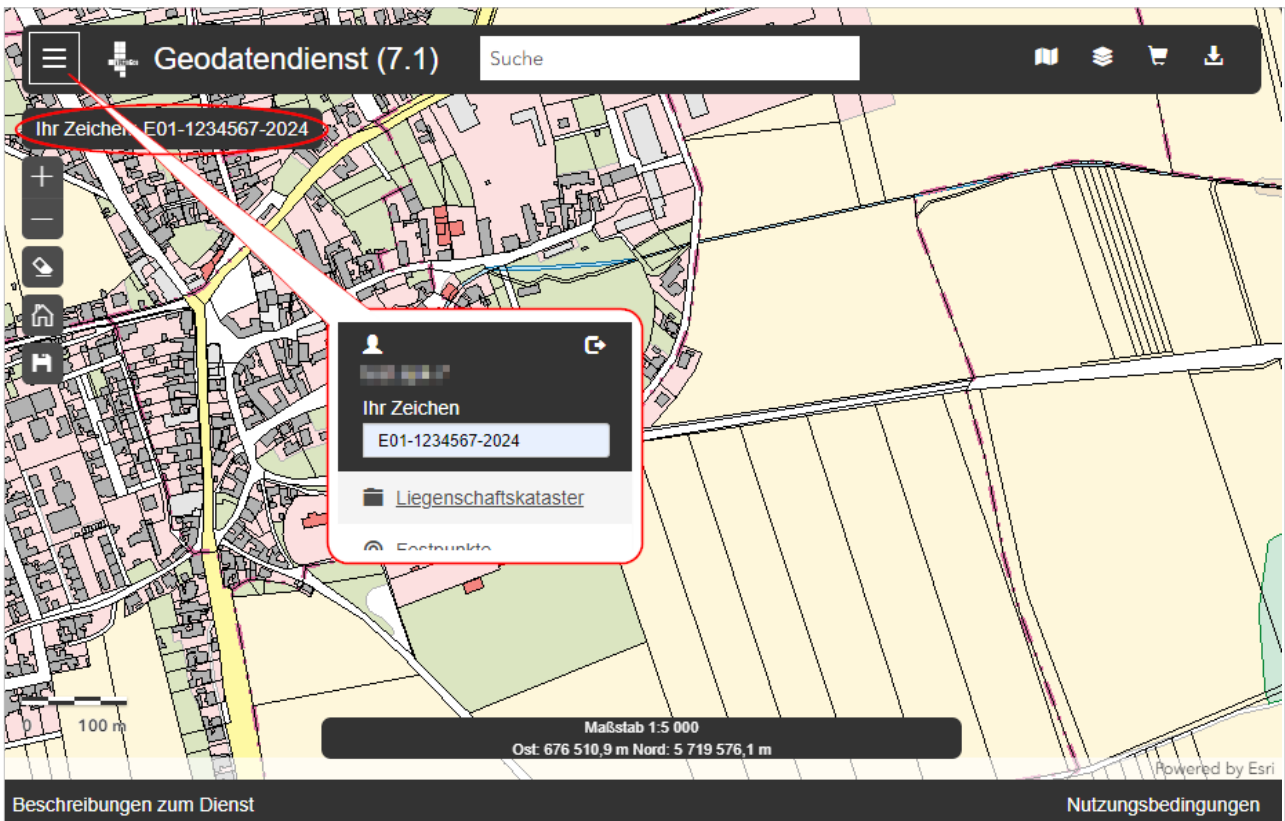 Geodatendienst (7.1)
Suche
Ihr Zeichen E01-1234567-2024
Ihr Zeichen
E01-1234567-2024
Liegenschaftskataster
Festpunkte
0 100 m
Maßstab 1:5 000
Ost: 676 510,9 m Nord: 5 719 576,1 m
Powered by Esri
Beschreibungen zum Dienst
Nutzungsbedingungen